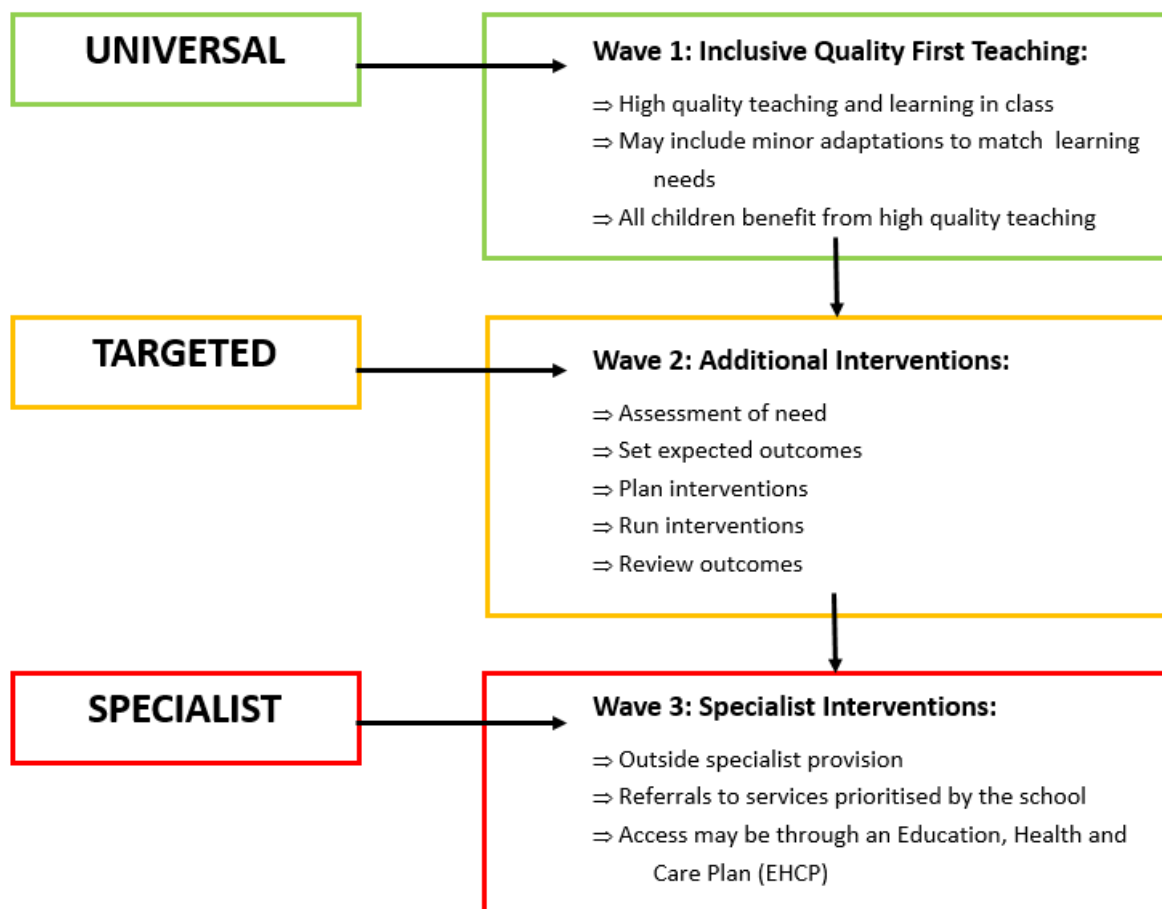 UNIVERSAL
Wave 1: Inclusive Quality First Teaching:
⇒ High quality teaching and learning in class
⇒ May include minor adaptations to match learning
needs
⇒ All children benefit from high quality teaching
TARGETED
Wave 2: Additional Interventions:
⇒ Assessment of need
⇒ Set expected outcomes
⇒ Plan interventions
⇒ Run interventions
⇒ Review outcomes
SPECIALIST
Wave 3: Specialist Interventions:
⇒ Outside specialist provision
⇒ Referrals to services prioritised by the school
⇒ Access may be through an Education, Health and
Care Plan (EHCP)